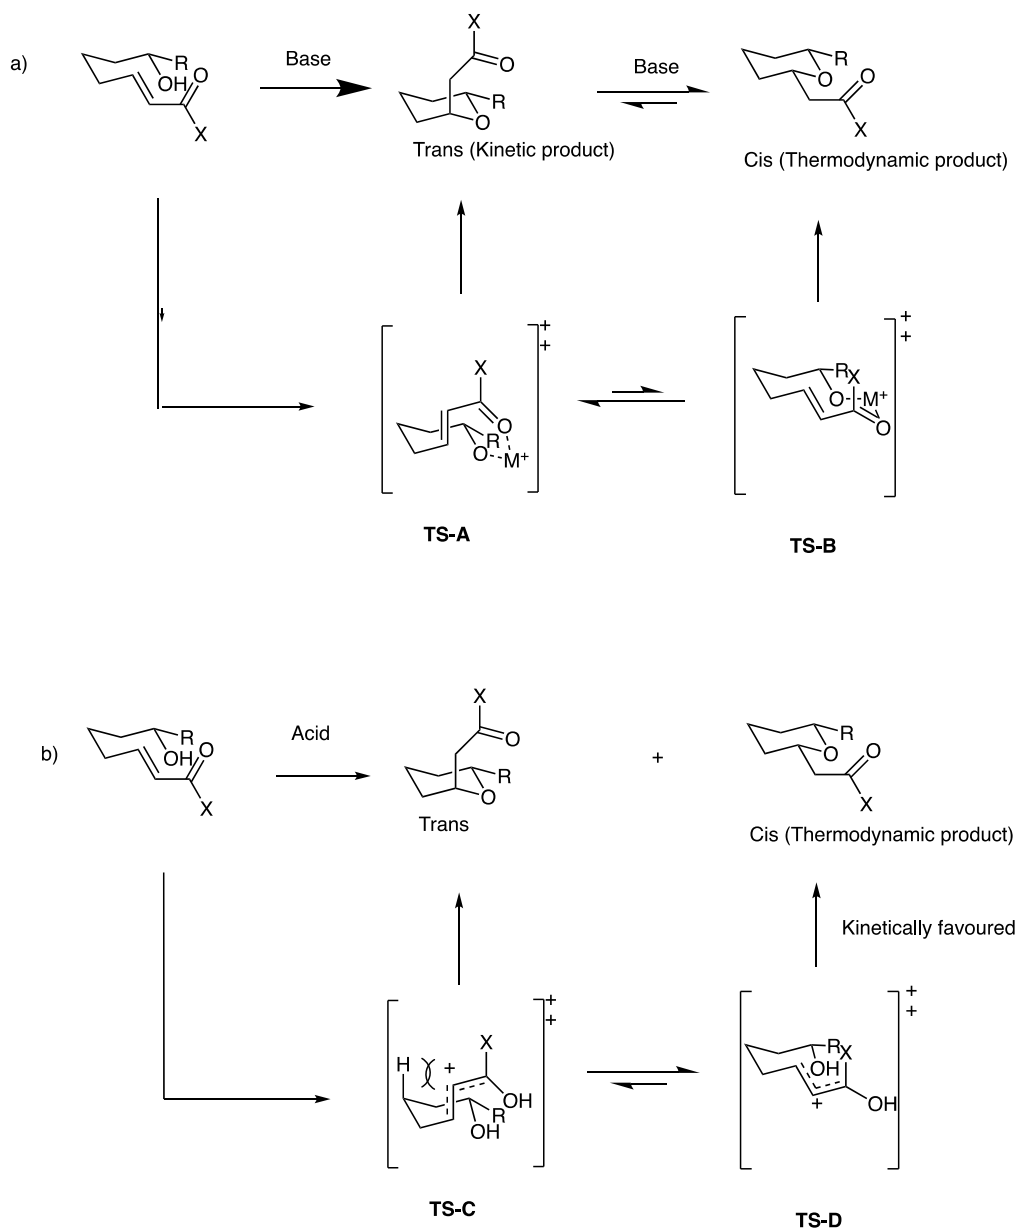 a)
R
OH
O
X
Base
X
O
R
O
Trans (Kinetic product)
Base
R
O
O
X
Cis (Thermodynamic product)
X
O
R
O
M+
+
+
TS-A
R
X
O
M+
O
+
+
TS-B
b)
R
OH
O
X
Acid
X
O
R
O
Trans
+
R
O
O
X
Cis (Thermodynamic product)
Kinetically favoured
H
+
X
OH
R
OH
+
+
TS-C
R
X
OH
+
OH
+
+
TS-D